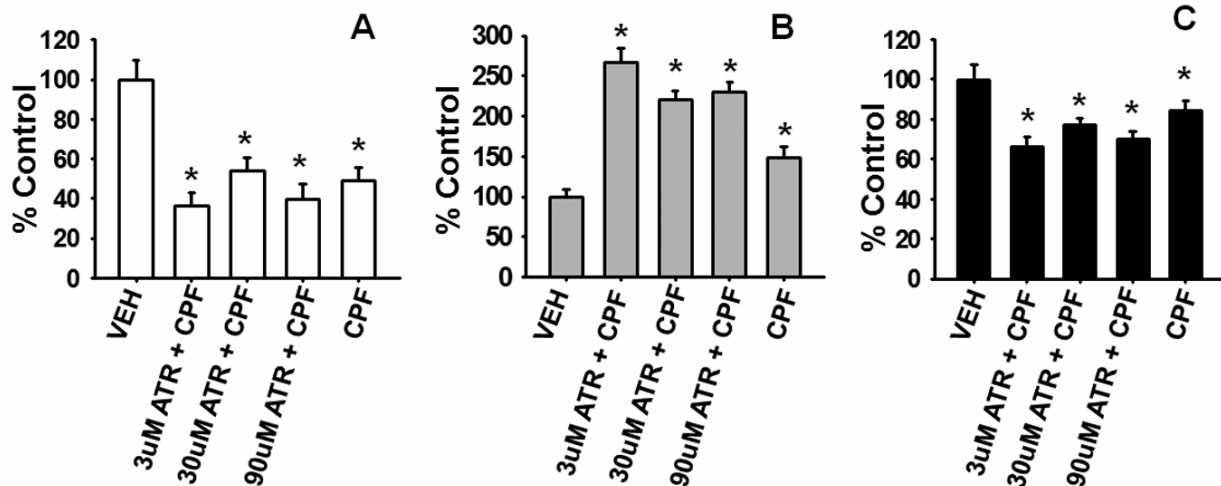 A
% Control
120
100
80
60
40
20
0
*
*
*
*
VEH
3uM ATR + CPF
30uM ATR + CPF
90uM ATR + CPF
CPF
B
% Control
300
250
200
150
100
50
0
*
*
*
*
VEH
3uM ATR + CPF
30uM ATR + CPF
90uM ATR + CPF
CPF
C
% Control
120
100
80
60
40
20
0
*
*
*
*
VEH
3uM ATR + CPF
30uM ATR + CPF
90uM ATR + CPF
CPF